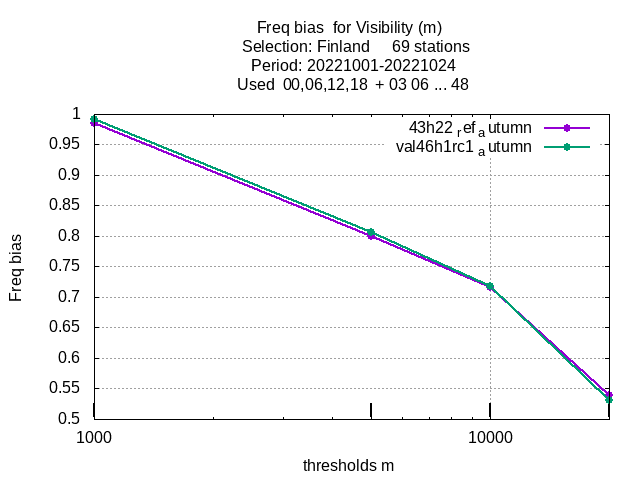 Freq bias  for Visibility (m)
Selection: Finland     69 stations
Period: 20221001-20221024
Used  00,06,12,18  + 03 06 ... 48
43h22 ref a utumn
val46h1rc1 a utumn
1
0.95
0.9
0.85
0.8
0.75
0.7
0.65
0.6
0.55
0.5
Freq bias
1000
10000
thresholds m